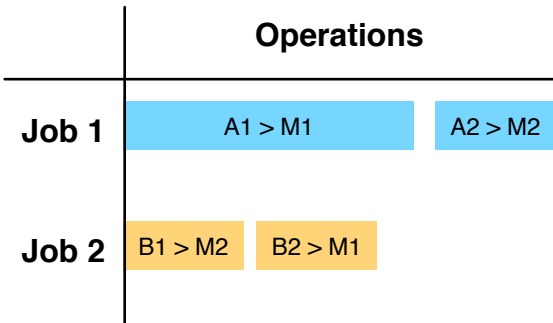 Operations
Job 1
A1 > M1
A2 > M2
Job 2
B1 > M2
B2 > M1